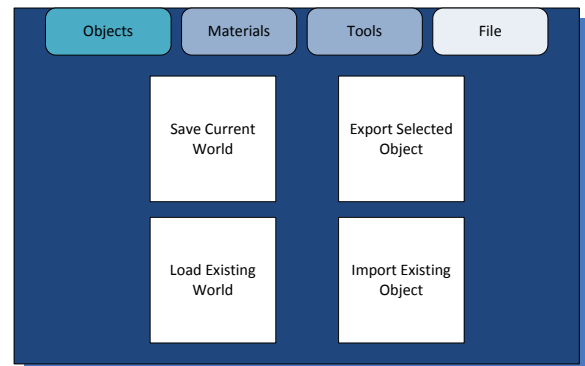 Objects
Materials
Tools
File
Save Current
World
Export Selected
Object
Load Existing
World
Import Existing
Object